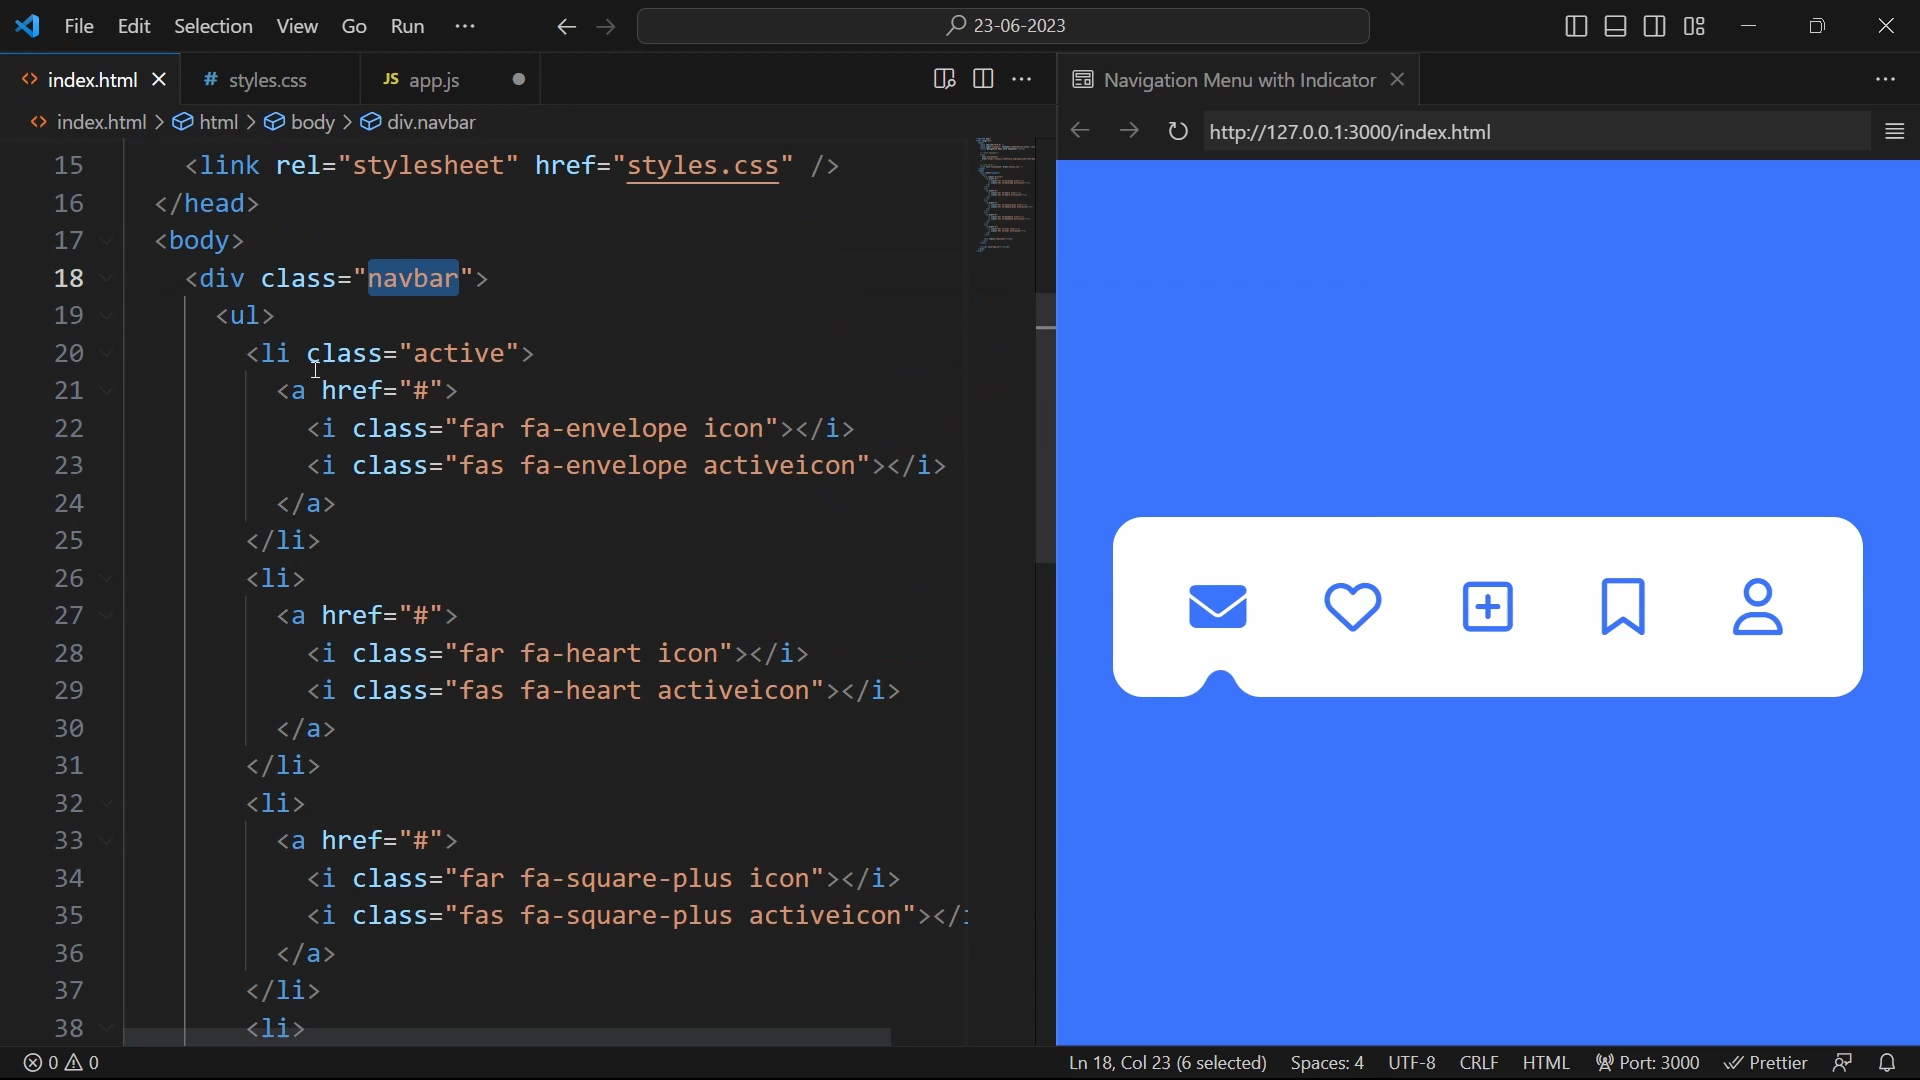 File Edit Selection View Go Run ··· 23-06-2023
index.html styles.css JS app.js ··· Navigation Menu with Indicator ···
index.html > html > body > div.navbar
http://127.0.0.1:3000/index.html
15 <link rel="stylesheet" href="styles.css" />
16 </head>
17 <body>
18 <div class="navbar">
19 <ul>
20 <li class="active">
21 <a href="#">
22 <i class="far fa-envelope icon"></i>
23 <i class="fas fa-envelope activeicon"></i>
24 </a>
25 </li>
26 <li>
27 <a href="#">
28 <i class="far fa-heart icon"></i>
29 <i class="fas fa-heart activeicon"></i>
30 </a>
31 </li>
32 <li>
33 <a href="#">
34 <i class="far fa-square-plus icon"></i>
35 <i class="fas fa-square-plus activeicon"></i
36 </a>
37 </li>
38 <li>
0 0 Ln 18, Col 23 (6 selected) Spaces: 4 UTF-8 CRLF HTML Port: 3000 Prettier